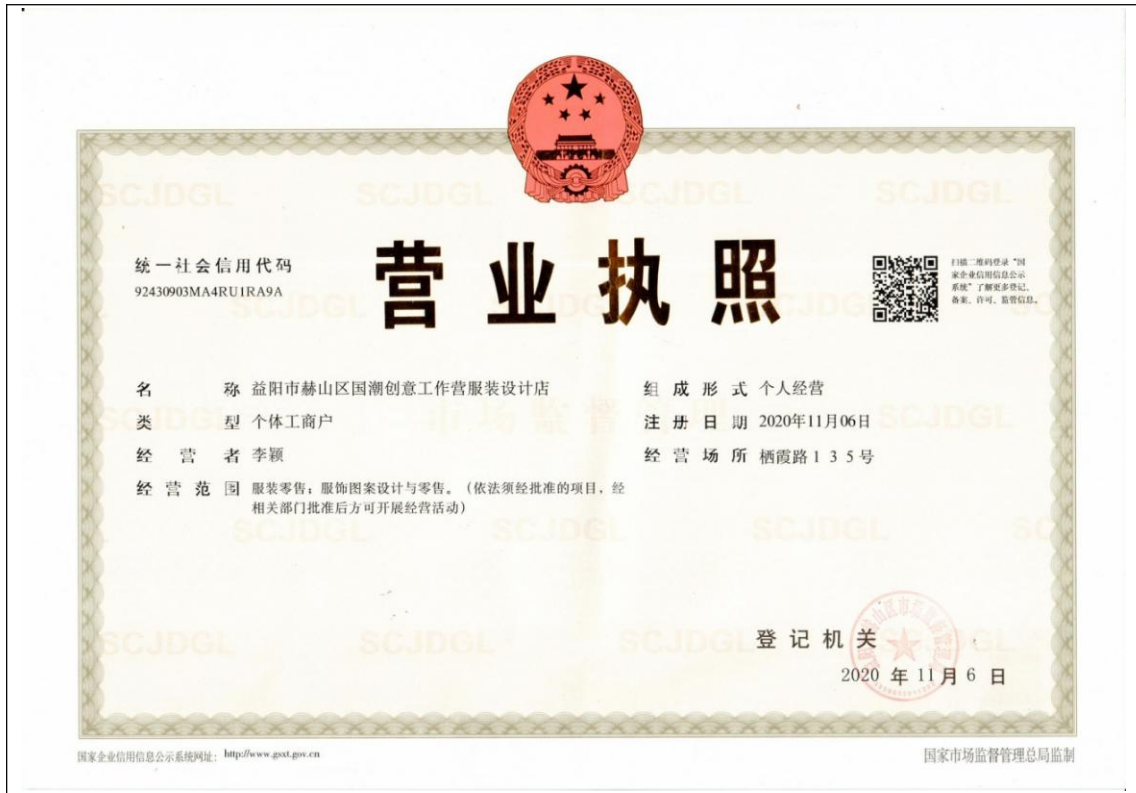 营业执照
统一社会信用代码
92430903MA4RU1RA9A
扫描二维码登录“国
家企业信用信息公示
系统”了解更多登记、
备案、许可、监管信息。
名 称 益阳市赫山区国潮创意工作营服装设计店
类 型 个体工商户
经 营 者 李颖
经 营 范 围 服装零售；服饰图案设计与零售。（依法须经批准的项目，经
相关部门批准后方可开展经营活动）
组 成 形 式 个人经营
注 册 日 期 2020年11月06日
经 营 场 所 栖霞路１３５号
登 记 机 关
2020 年 11 月 6 日
国家企业信用信息公示系统网址： http://www.gsxt.gov.cn
国家市场监督管理总局监制
SCJDGL
市场监督管理